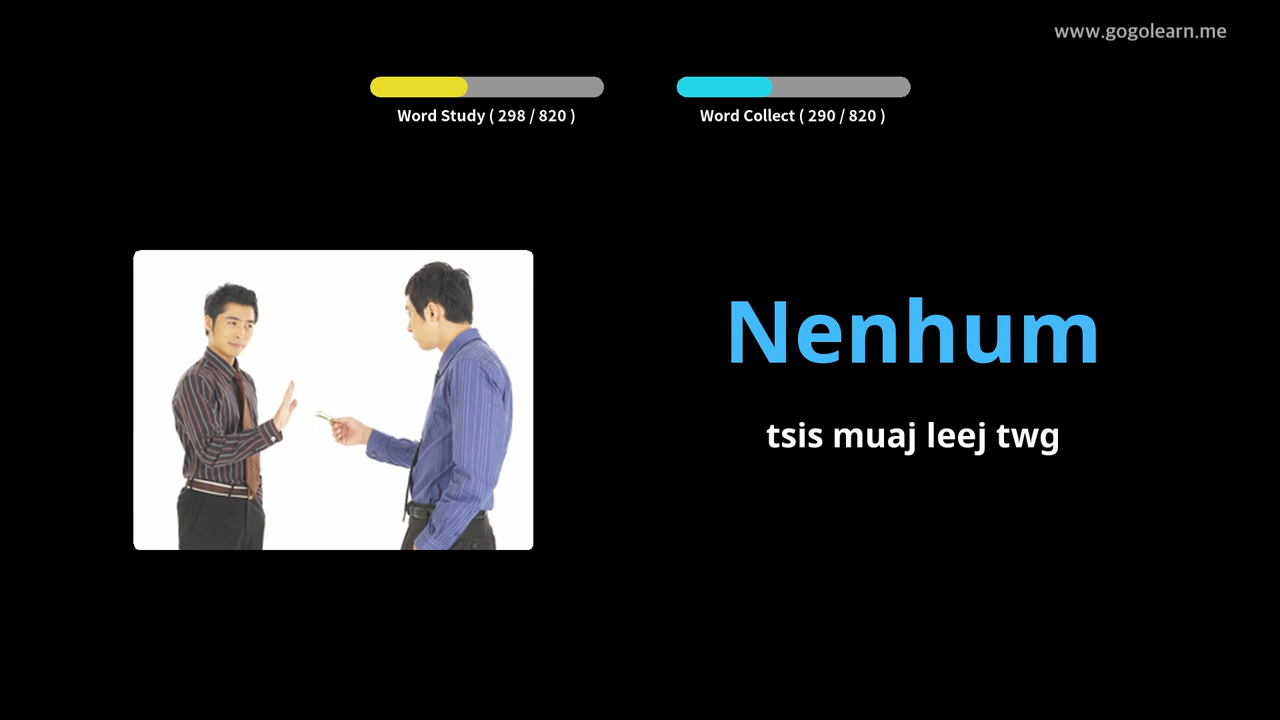 www.gogolearn.me
Word Study ( 298 / 820 )
Word Collect ( 290 / 820 )
Nenhum
tsis muaj leej twg